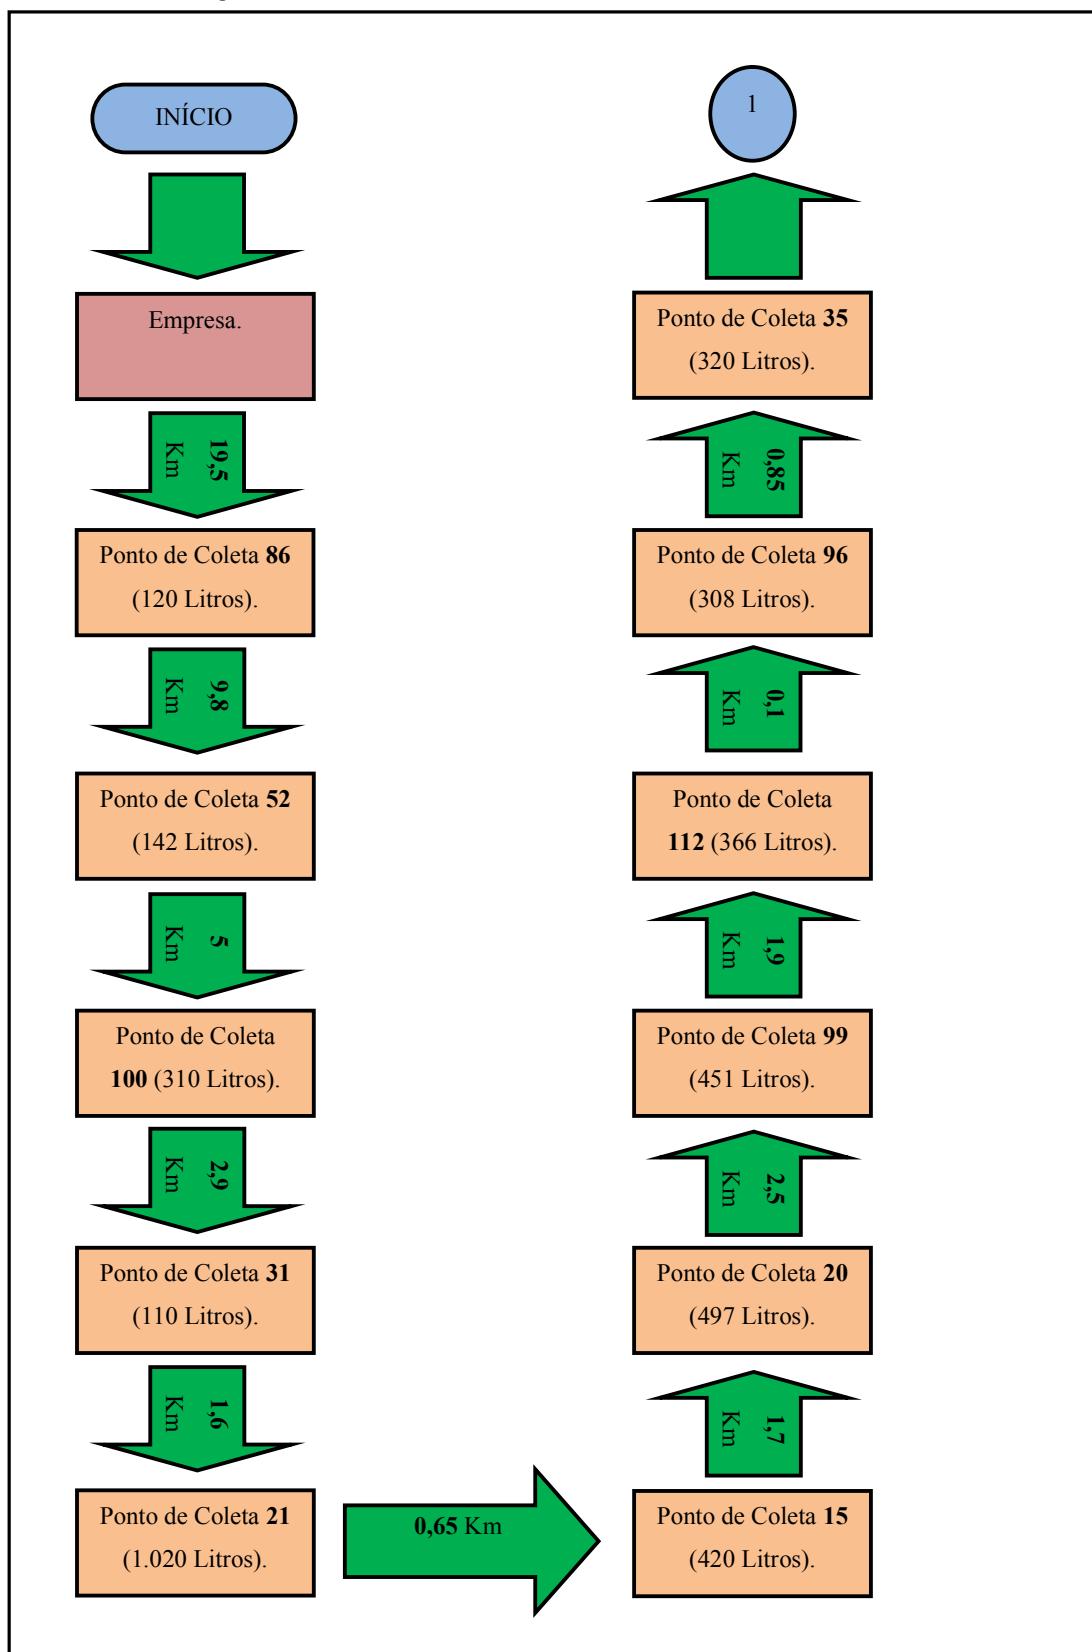 INÍCIO
Empresa.
19,5
Km
Ponto de Coleta 86
(120 Litros).
9,8
Km
Ponto de Coleta 52
(142 Litros).
5
Km
Ponto de Coleta
100 (310 Litros).
2,9
Km
Ponto de Coleta 31
(110 Litros).
1,6
Km
Ponto de Coleta 21
(1.020 Litros).
0,65 Km
Ponto de Coleta 15
(420 Litros).
1,7
Km
Ponto de Coleta 20
(497 Litros).
2,5
Km
Ponto de Coleta 99
(451 Litros).
1,9
Km
Ponto de Coleta
112 (366 Litros).
0,1
Km
Ponto de Coleta 96
(308 Litros).
0,85
Km
Ponto de Coleta 35
(320 Litros).
1